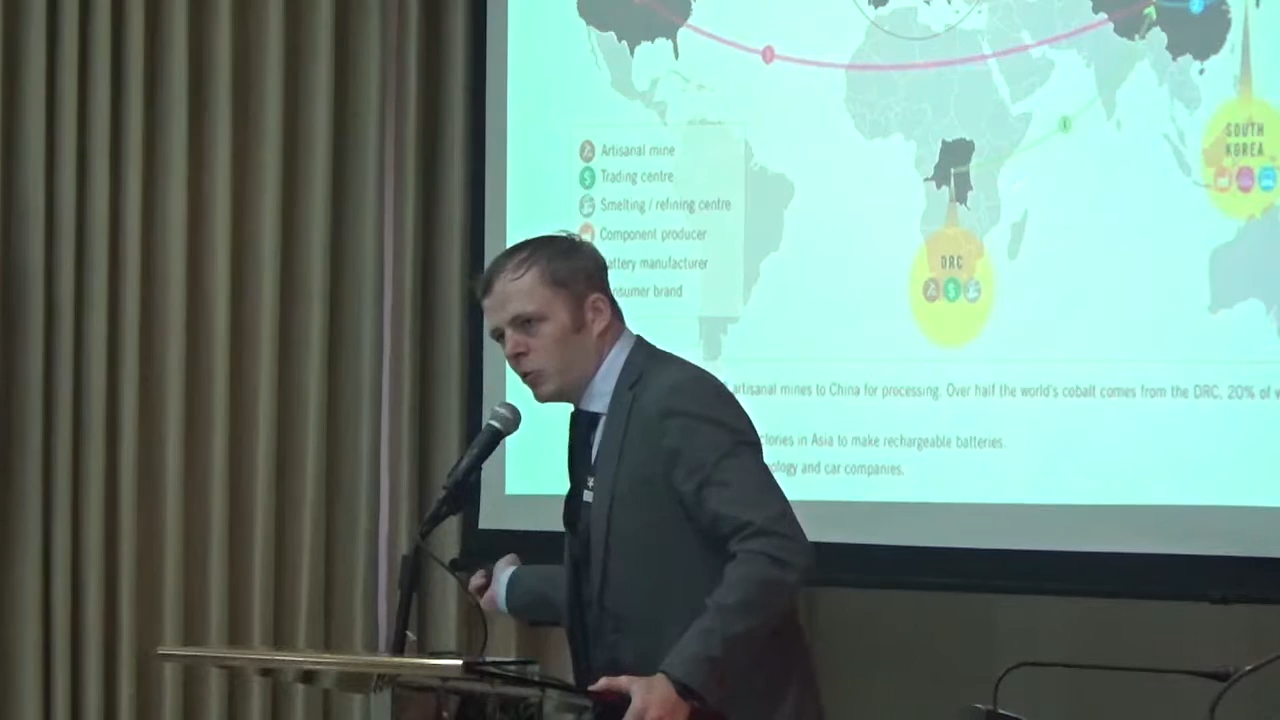 SOUTH
KOREA
Artisanal mine
Trading centre
Smelting / refining centre
Component producer
attery manufacturer
nsumer brand
DRC
artisanal mines to China for processing. Over half the world's cobalt comes from the DRC, 20% of
ctories in Asia to make rechargeable batteries.
ology and car companies.